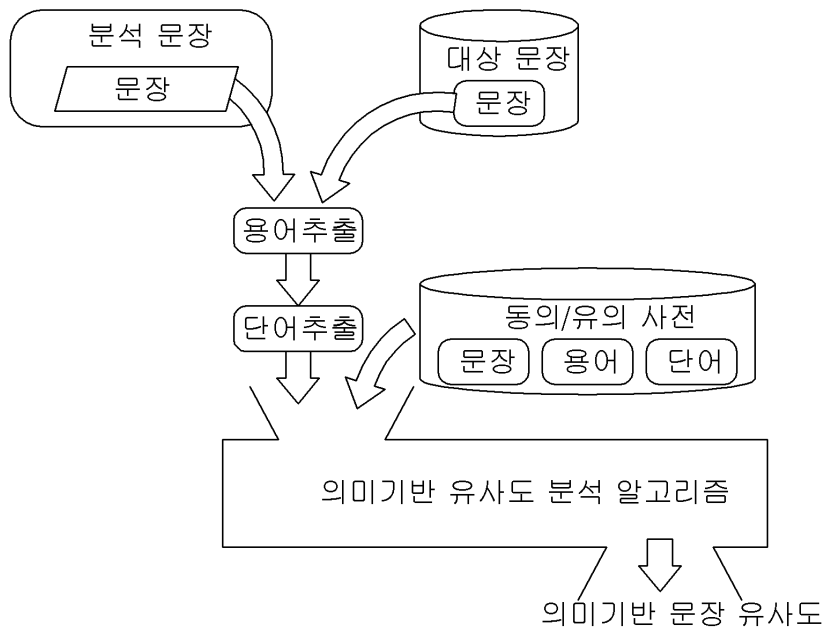 분석 문장
문장
대상 문장
문장
용어추출
단어추출
동의/유의 사전
문장
용어
단어
의미기반 유사도 분석 알고리즘
의미기반 문장 유사도